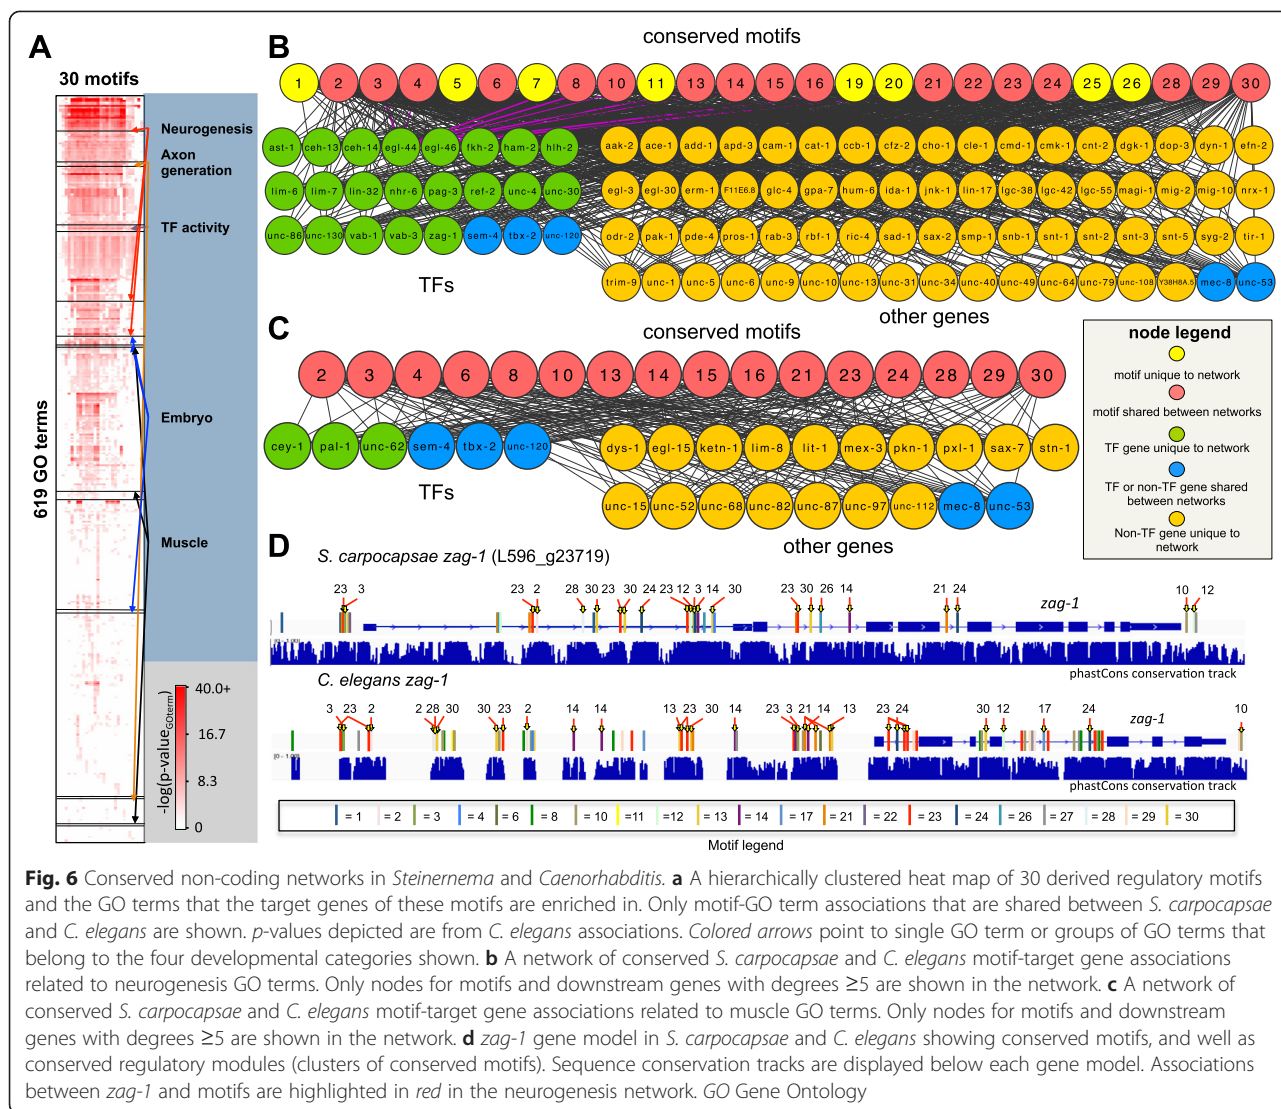 A
30 motifs
619 GO terms
Neurogenesis
Axon
generation
TF activity
Embryo
Muscle
-log(p-value GOterm)
40.0+
16.7
8.3
0
B
conserved motifs
1 2 3 4 5 6 7 8 10 11 13 14 15 16 19 20 21 22 23 24 25 26 28 29 30
ast-1 ceh-13 ceh-14 egl-44 egl-46 fkh-2 ham-2 hlh-2
lim-6 lim-7 lin-32 nhr-6 pag-3 ref-2 unc-4 unc-30
unc-86 unc-130 vab-1 vab-3 zag-1 sem-4 tbx-2 unc-120
TFs
aak-2 ace-1 add-1 apd-3 cam-1 cat-1 ccb-1 cfz-2 cho-1 cle-1 cmd-1 cmk-1 cnt-2 dgk-1 dop-3 dyn-1 efn-2
egl-3 egl-30 erm-1 F11E6.8 glc-4 gpa-7 hum-6 ida-1 jnk-1 lin-17 lgc-38 lgc-42 lgc-55 magi-1 mig-2 mig-10 nrx-1
odr-2 pak-1 pde-4 pros-1 rab-3 rbf-1 ric-4 sad-1 sax-2 smp-1 snb-1 snt-1 snt-2 snt-3 snt-5 syg-2 tir-1
trim-9 unc-1 unc-5 unc-6 unc-9 unc-10 unc-13 unc-31 unc-34 unc-40 unc-49 unc-64 unc-79 unc-108 Y38H8A.5 mec-8 unc-53
other genes
C
conserved motifs
2 3 4 6 8 10 13 14 15 16 21 23 24 28 29 30
cey-1 pal-1 unc-62 sem-4 tbx-2 unc-120
TFs
dys-1 egl-15 ketn-1 lim-8 lit-1 mex-3 pkn-1 pxl-1 sax-7 stn-1
unc-15 unc-52 unc-68 unc-82 unc-87 unc-97 unc-112 mec-8 unc-53
other genes
node legend
motif unique to network
motif shared between networks
TF gene unique to network
TF or non-TF gene shared
between networks
Non-TF gene unique to
network
D
S. carpocapsae zag-1 (L596_g23719)
23 3 23 2 28 30 30 24 23 12 3 14 30 23 30 26 14 21 24 10 12
zag-1
phastCons conservation track
C. elegans zag-1
3 23 2 2 28 30 30 23 2 14 14 13 23 30 14 23 3 21 14 13 23 24 30 12 17 24 10
zag-1
phastCons conservation track
= 1 = 2 = 3 = 4 = 6 = 8 = 10 =11 =12 = 13 = 14 = 17 = 21 = 22 = 23 = 24 = 26 = 27 = 28 = 29 = 30
Motif legend
Fig. 6 Conserved non-coding networks in Steinernema and Caenorhabditis. a A hierarchically clustered heat map of 30 derived regulatory motifs
and the GO terms that the target genes of these motifs are enriched in. Only motif-GO term associations that are shared between S. carpocapsae
and C. elegans are shown. p-values depicted are from C. elegans associations. Colored arrows point to single GO term or groups of GO terms that
belong to the four developmental categories shown. b A network of conserved S. carpocapsae and C. elegans motif-target gene associations
related to neurogenesis GO terms. Only nodes for motifs and downstream genes with degrees ≥5 are shown in the network. c A network of
conserved S. carpocapsae and C. elegans motif-target gene associations related to muscle GO terms. Only nodes for motifs and downstream
genes with degrees ≥5 are shown in the network. d zag-1 gene model in S. carpocapsae and C. elegans showing conserved motifs, and well as
conserved regulatory modules (clusters of conserved motifs). Sequence conservation tracks are displayed below each gene model. Associations
between zag-1 and motifs are highlighted in red in the neurogenesis network. GO Gene Ontology